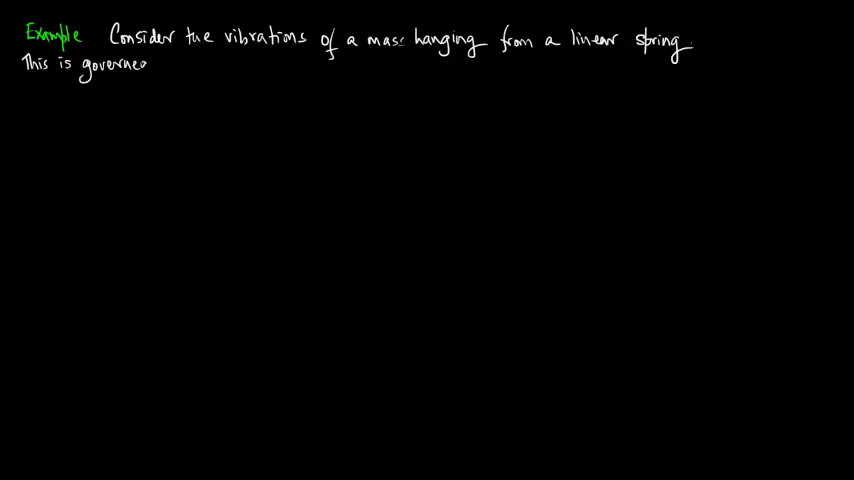 Example Consider the vibrations of a mass hanging from a linear spring.
This is governed